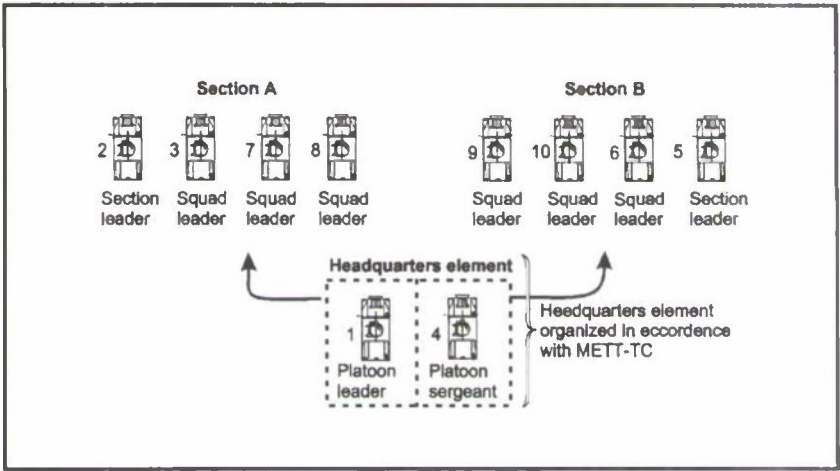 Section A
Section B
2
3
7
8
9
10
6
5
Section leader
Squad leader
Squad leader
Squad leader
Squad leader
Squad leader
Squad leader
Section leader
Headquarters element
1
4
Platoon leader
Platoon sergeant
Heedquarters element
organized in eccordence
with METT-TC